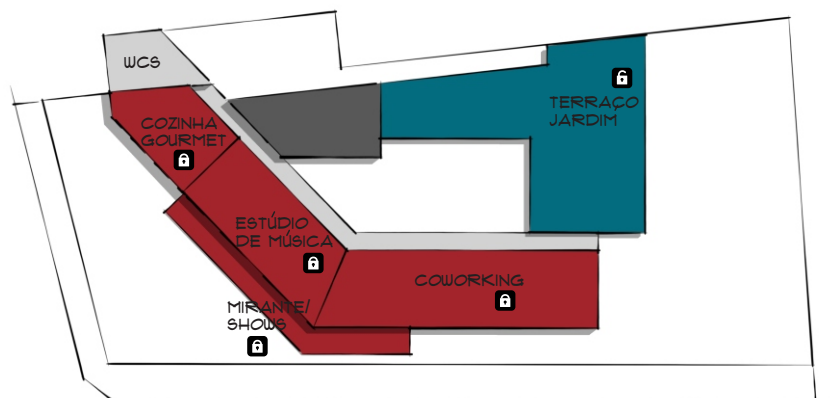 WCS
COZINHA
GOURMET
TERRAÇO
JARDIM
ESTÚDIO
DE MÚSICA
COWORKING
MIRANTE/
SHOWS